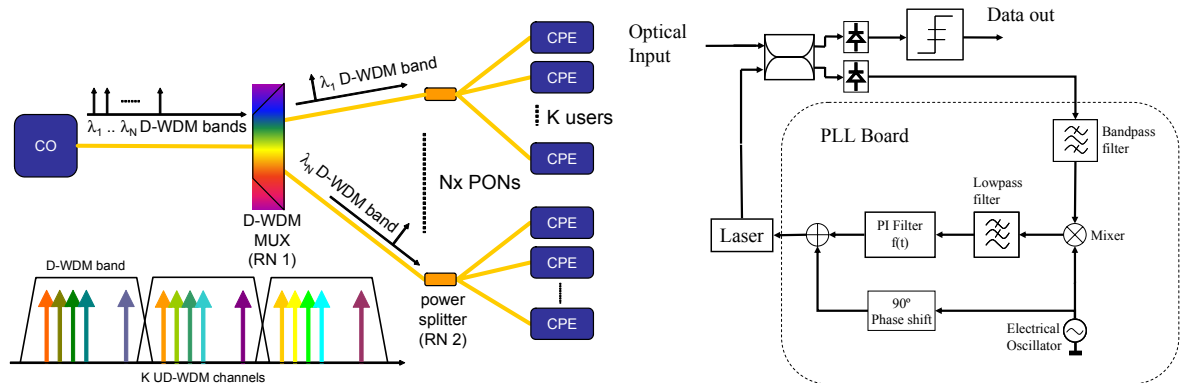 CO
λ1 .. λN D-WDM bands
λ1 D-WDM band
λN D-WDM band
D-WDM
MUX
(RN 1)
Nx PONs
K users
CPE
CPE
CPE
CPE
CPE
CPE
power
splitter
(RN 2)
D-WDM band
K UD-WDM channels
Optical
Input
Data out
PLL Board
Bandpass
filter
Lowpass
filter
Mixer
PI Filter
f(t)
Laser
90º
Phase shift
Electrical
Oscillator